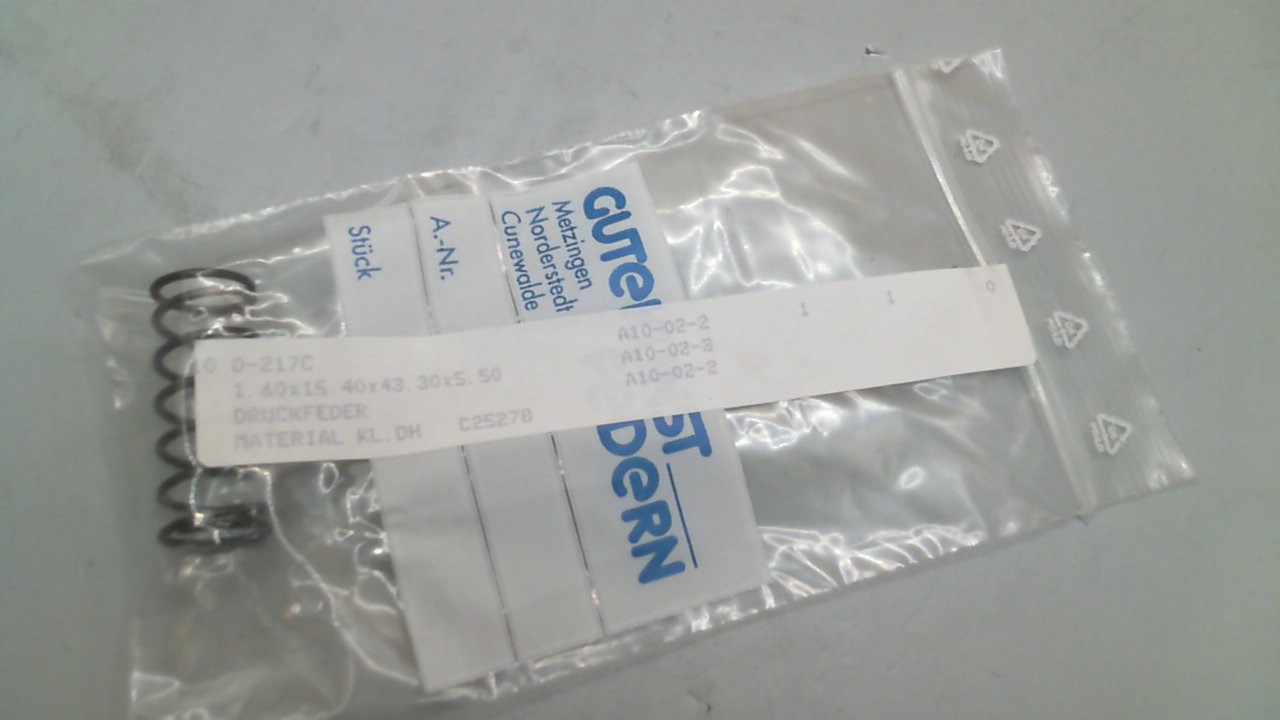 GUTE
ST
DERN
Metzingen
Norderstedt
Cunewalde
A.-Nr.
Stück
10 D-217C
1.60x15.40x43.30x5.50
DRUCKFEDER
MATERIAL KL.DH C25278
A10-02-2 1 1 0
A10-02-3
A10-02-2